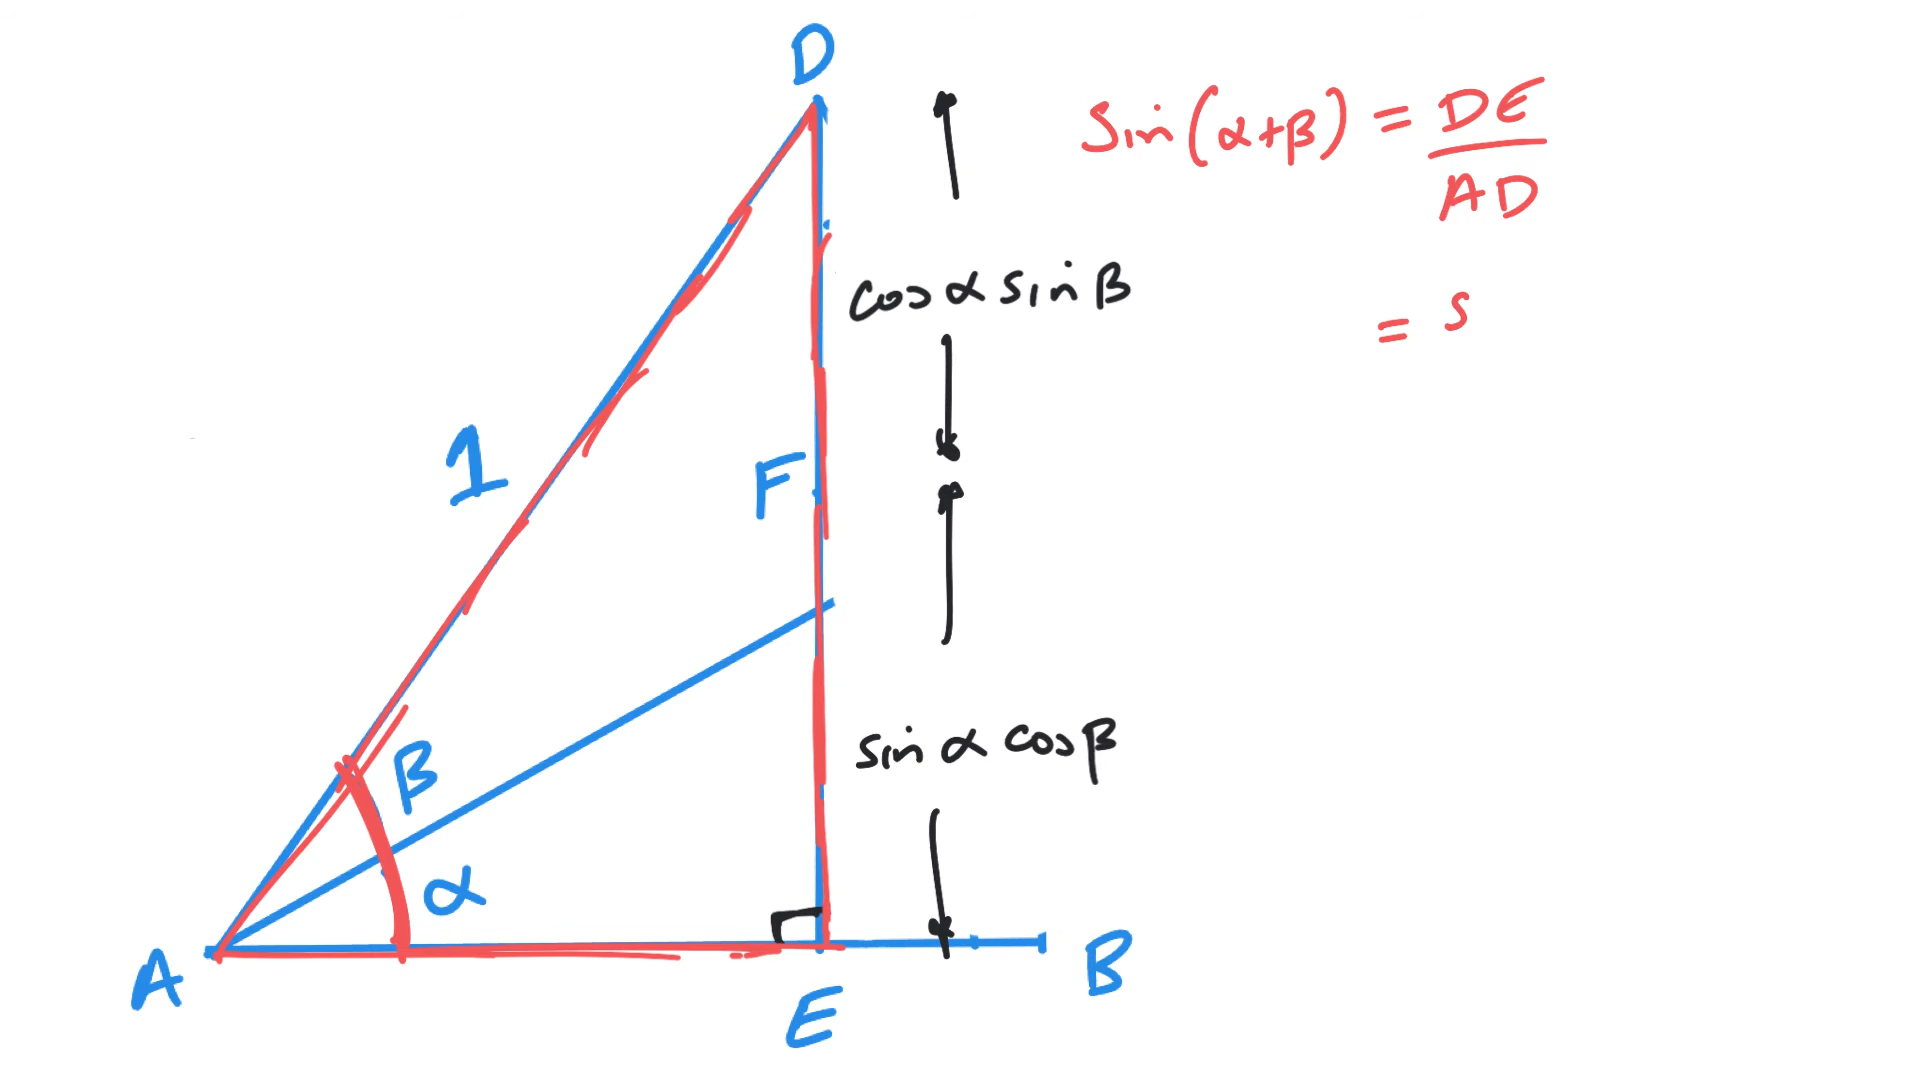 D
sin(α+β) = DE/AD
cos α sin β
= s
1
F
β
sin α cos β
α
A
B
E